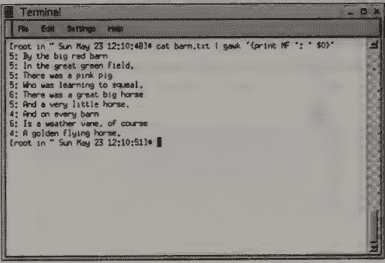 Terminal
File Edit Settings Help
[root in ~ Sun May 23 12:10:48]# cat barn.txt | gawk '{print NF ": " $0}'
5: By the big red barn
5: In the great green field,
5: There was a pink pig
5: Who was learning to squeal.
6: There was a great big horse
5: And a very little horse.
4: And on every barn
6: Is a weather vane, of course
4: A golden flying horse.
[root in ~ Sun May 23 12:10:51]#